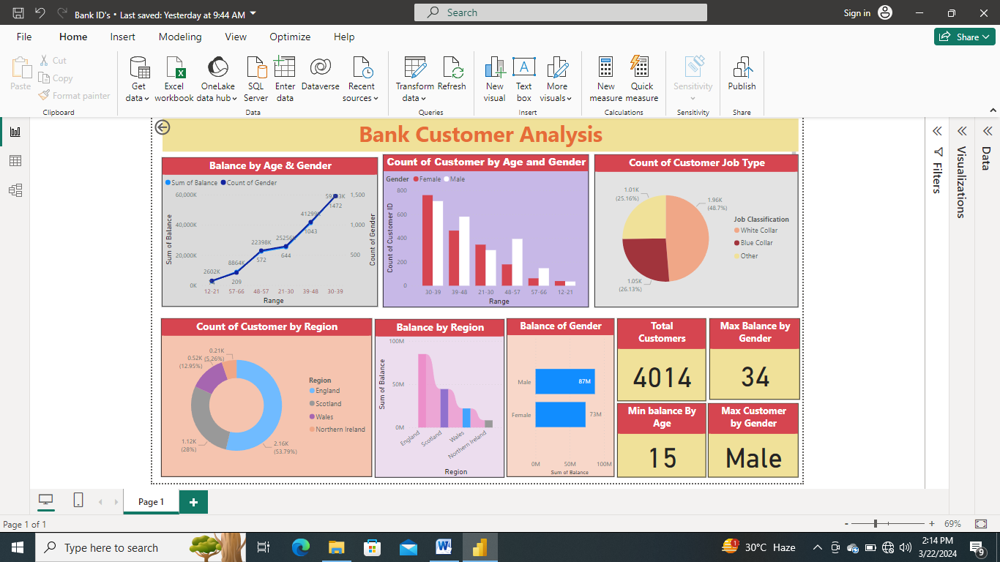 Bank ID's • Last saved: Yesterday at 9:44 AM
Search
Sign in
File Home Insert Modeling View Optimize Help
Share
Paste
Cut
Copy
Format painter
Clipboard
Get data
Excel workbook
OneLake data hub
SQL Server
Enter data
Dataverse
Recent sources
Data
Transform data
Refresh
Queries
New visual
Text box
More visuals
Insert
New measure
Quick measure
Calculations
Sensitivity
Sensitivity
Publish
Share
Bank Customer Analysis
Balance by Age & Gender
Sum of Balance Count of Gender
60,000K
40,000K
20,000K
0K
Sum of Balance
2602K
8864K
209
22398K
572
25256K
644
41299K
1043
1472
1,500
1,000
500
Count of Gender
12-21 57-66 48-57 21-30 39-48 30-39
Range
Count of Customer by Age and Gender
Gender Female Male
800
600
400
200
0
Count of Customer ID
30-39 39-48 21-30 48-57 57-66 12-21
Range
Count of Customer Job Type
1.01K
(25.16%)
1.96K
(48.7%)
1.05K
(26.13%)
Job Classification
White Collar
Blue Collar
Other
Count of Customer by Region
0.21K
(5.26%)
0.52K
(12.95%)
1.12K
(28%)
2.16K
(53.79%)
Region
England
Scotland
Wales
Northern Ireland
Balance by Region
100M
50M
0M
Sum of Balance
England
Scotland
Wales
Northern Ireland
Region
Balance of Gender
Male
87M
Female
73M
0M 50M 100M
Sum of Balance
Total
Customers
4014
Max Balance by
Gender
34
Min balance By
Age
15
Max Customer
by Gender
Male
Filters
Visualizations
Data
Page 1
Page 1 of 1
- + 69%
Type here to search
1
30°C Haze
2:14 PM
3/22/2024
9